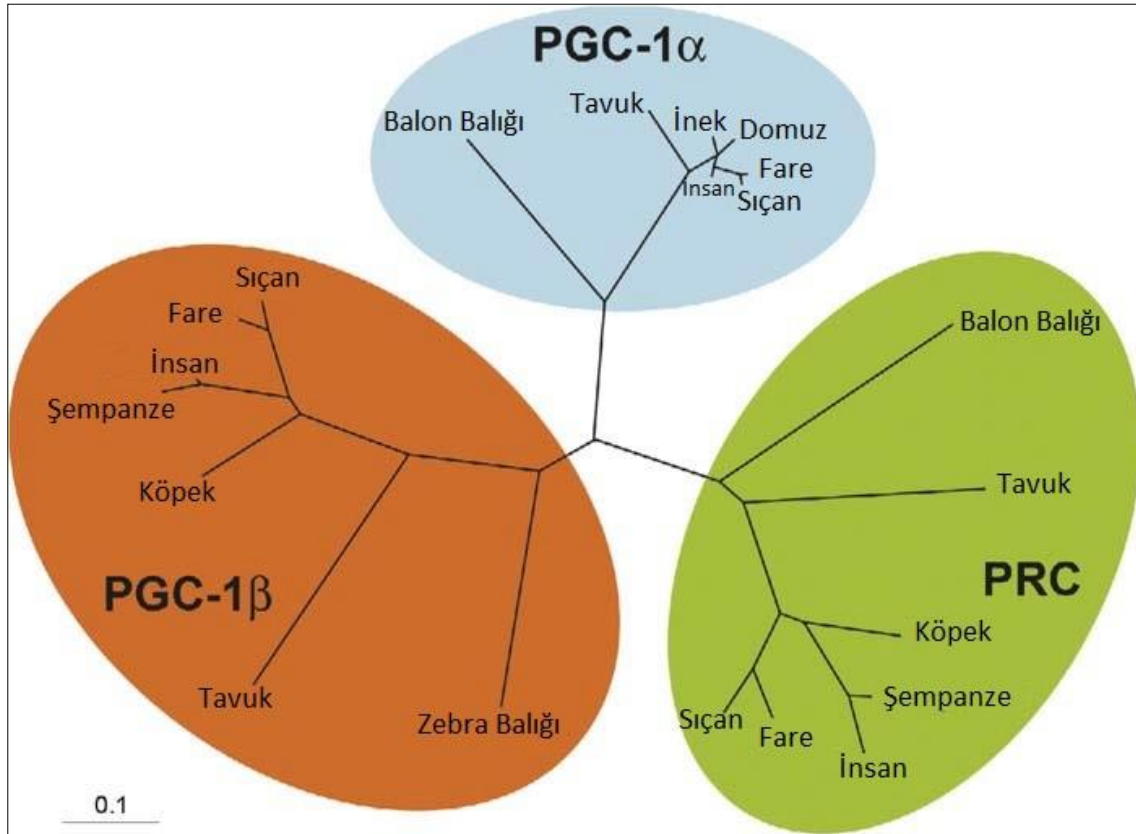 PGC-1α
Tavuk
İnek
Balon Balığı
Domuz
Fare
İnsan
Sıçan
Sıçan
Fare
İnsan
Şempanze
Köpek
PGC-1β
Tavuk
Zebra Balığı
Balon Balığı
Tavuk
PRC
Köpek
Şempanze
Sıçan
Fare
İnsan
0.1